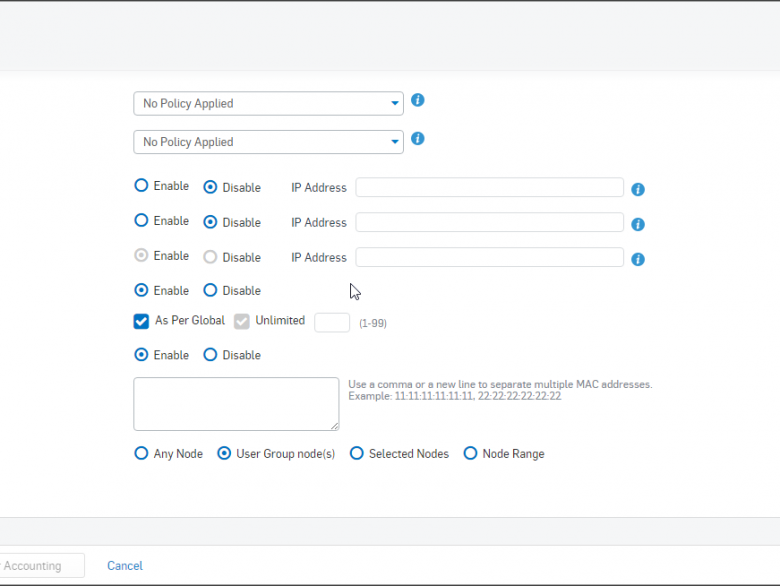 No Policy Applied
No Policy Applied
Enable Disable IP Address
Enable Disable IP Address
Enable Disable IP Address
Enable Disable
As Per Global Unlimited (1-99)
Enable Disable
Use a comma or a new line to separate multiple MAC addresses.
Example: 11:11:11:11:11:11, 22:22:22:22:22:22
Any Node User Group node(s) Selected Nodes Node Range
Accounting Cancel